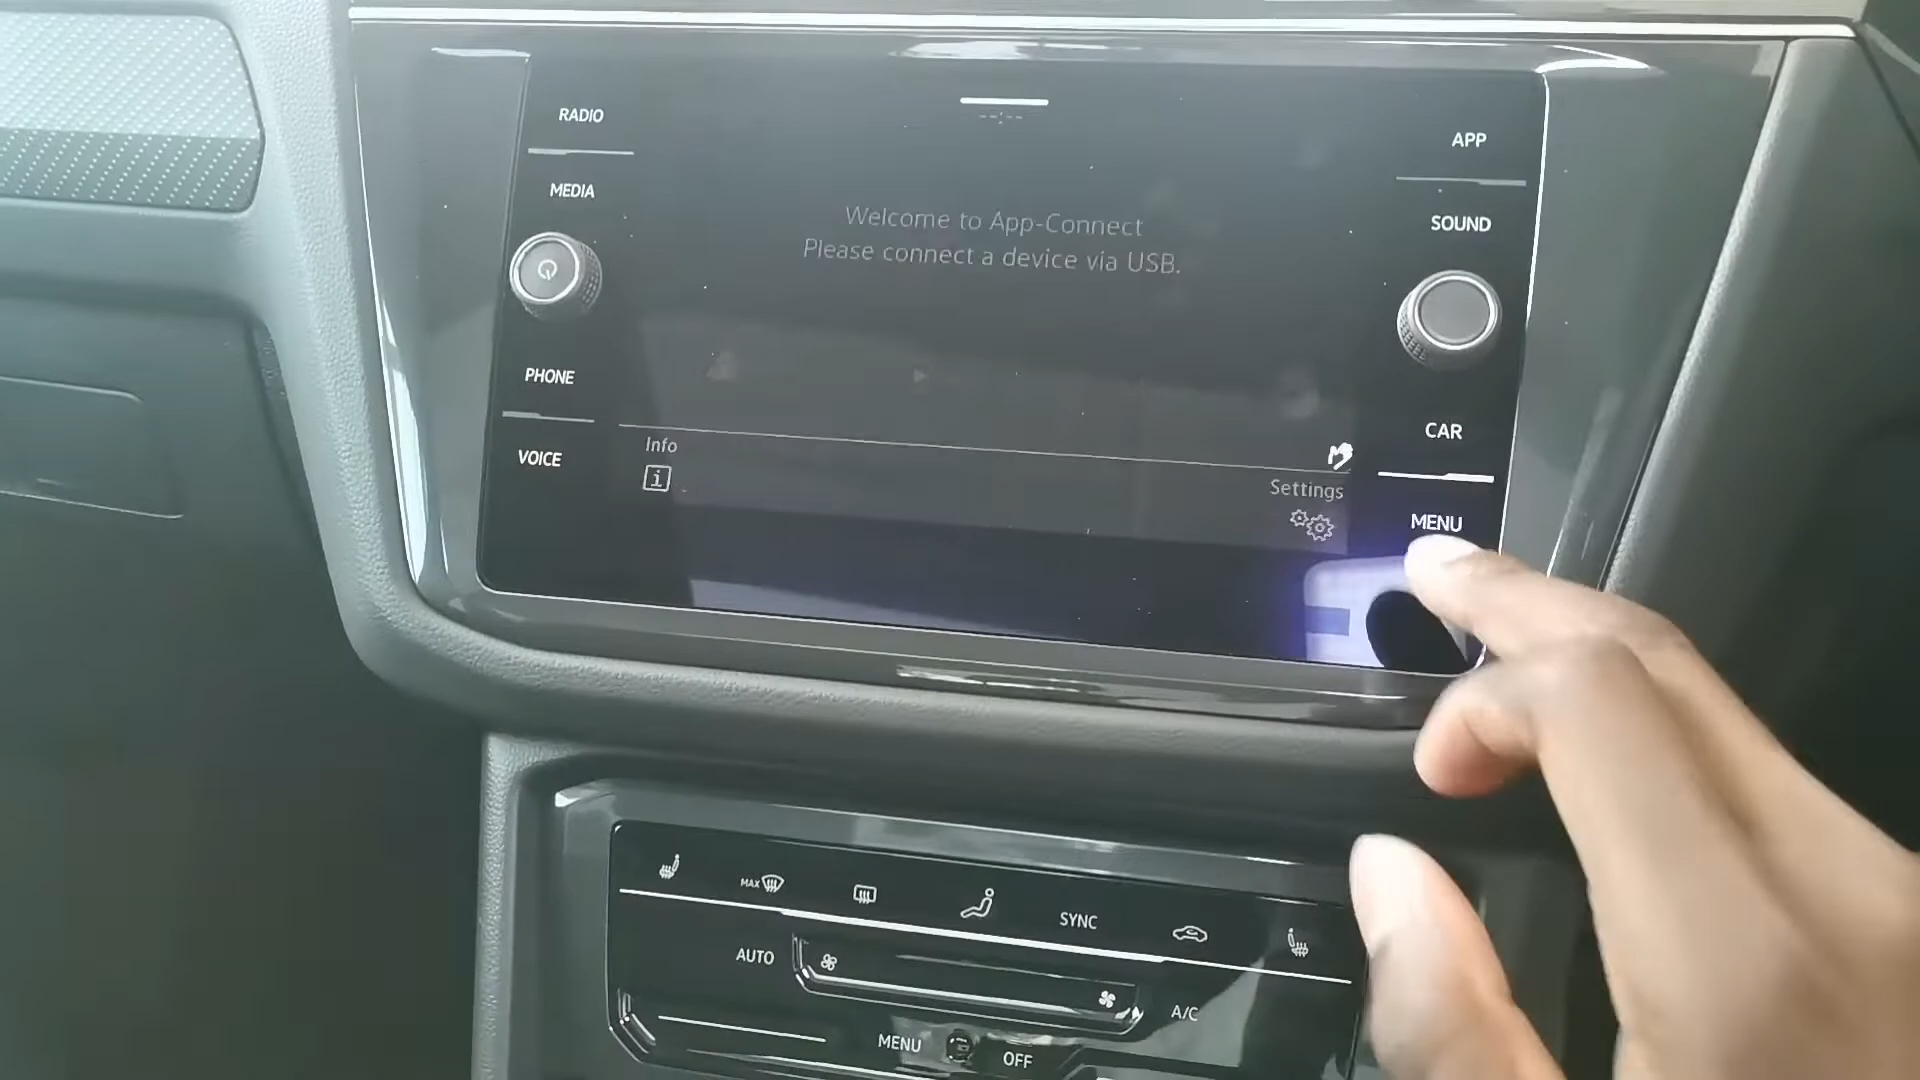 RADIO
MEDIA
PHONE
VOICE
--:--
Welcome to App-Connect
Please connect a device via USB.
Info
i
Settings
APP
SOUND
CAR
MENU
MAX
SYNC
AUTO
A/C
MENU
OFF